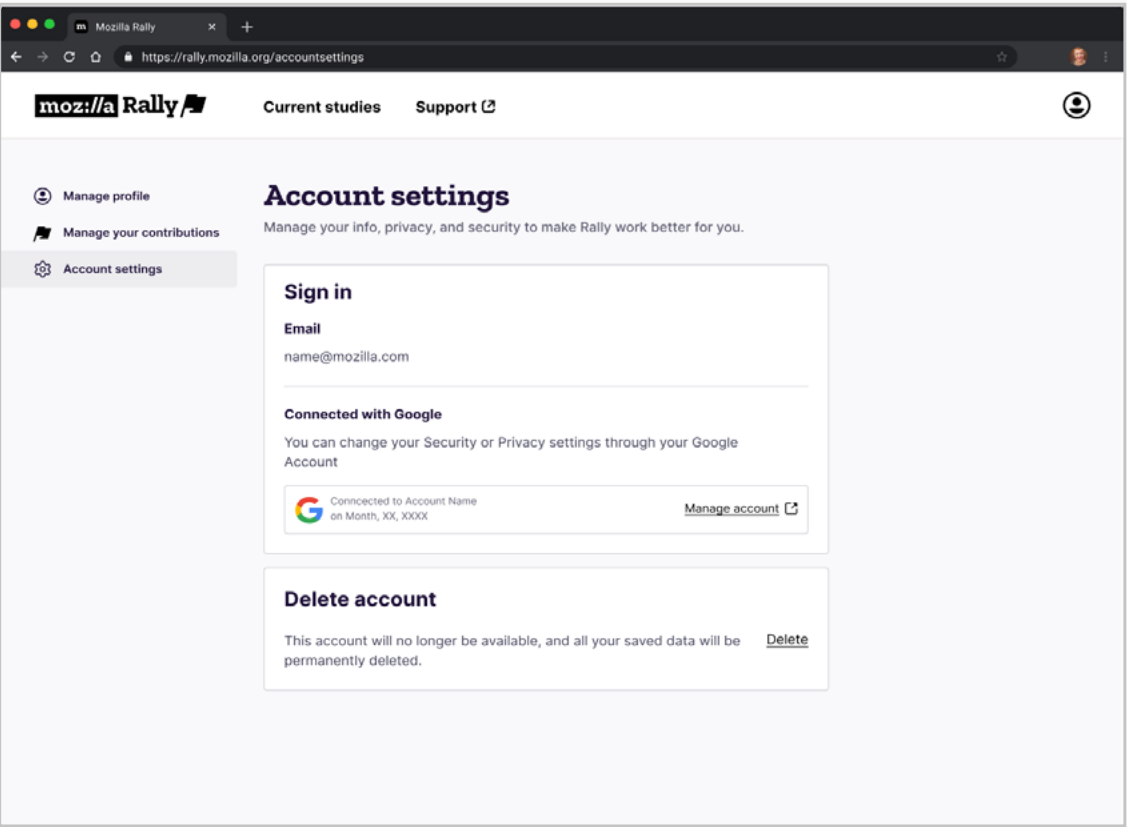 m Mozilla Rally
https://rally.mozilla.org/accountsettings
moz://a Rally
Current studies
Support
Manage profile
Manage your contributions
Account settings
Account settings
Manage your info, privacy, and security to make Rally work better for you.
Sign in
Email
name@mozilla.com
Connected with Google
You can change your Security or Privacy settings through your Google
Account
Conncected to Account Name
on Month, XX, XXXX
Manage account
Delete account
This account will no longer be available, and all your saved data will be
permanently deleted.
Delete